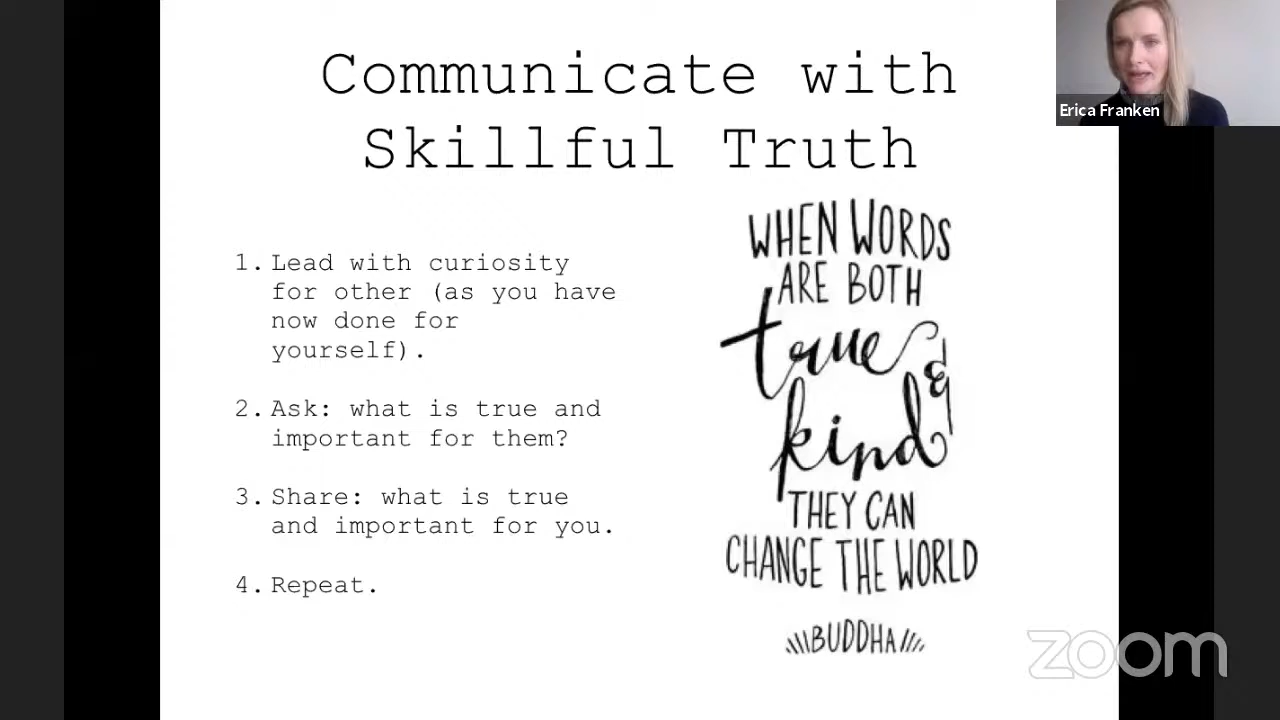 Communicate with
Skillful Truth
Erica Franken
1. Lead with curiosity
for other (as you have
now done for
yourself).
2. Ask: what is true and
important for them?
3. Share: what is true
and important for you.
4. Repeat.
WHEN WORDS
ARE BOTH
true &
kind
THEY CAN
CHANGE THE WORLD
BUDDHA
zoom